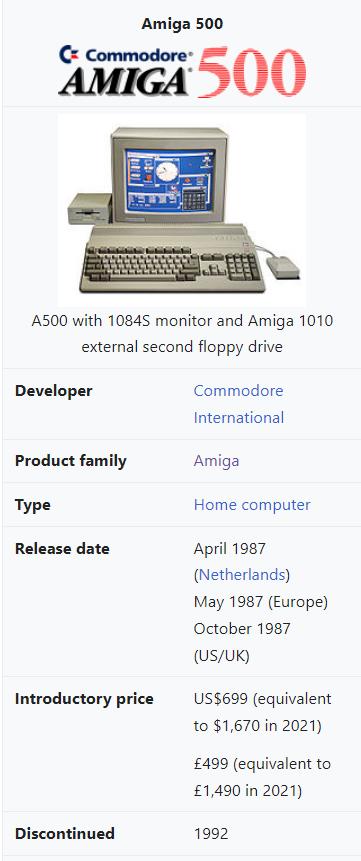 Amiga 500
Commodore®
AMIGA 500
A500 with 1084S monitor and Amiga 1010
external second floppy drive
Developer
Commodore
International
Product family
Amiga
Type
Home computer
Release date
April 1987
(Netherlands)
May 1987 (Europe)
October 1987
(US/UK)
Introductory price
US$699 (equivalent
to $1,670 in 2021)
£499 (equivalent to
£1,490 in 2021)
Discontinued
1992